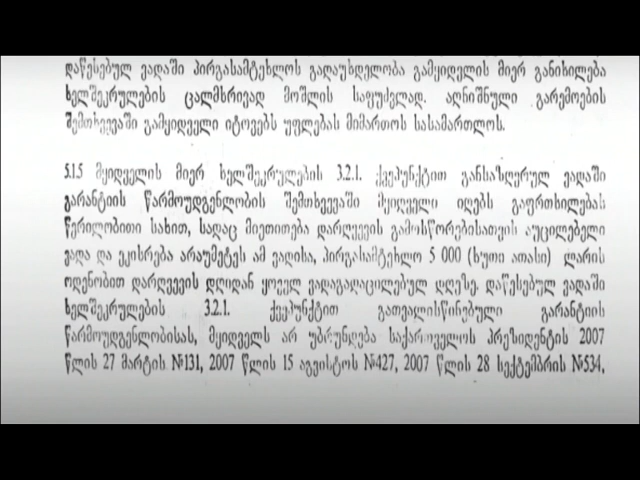 დაწესებულ ვადაში პირგასამტეხლოს გადაუხდელობა გამყიდველის მიერ განიხილება
ხელშეკრულების ცალმხრივად მოშლის საფუძვლად. აღნიშნული გარემოების
შემთხვევაში გამყიდველი იტოვებს უფლებას მიმართოს სასამართლოს.
5.1.5 მყიდველის მიერ ხელშეკრულების 3.2.1. ქვეპუნქტით განსაზღვრულ ვადაში
გარანტიის წარმოუდგენლობის შემთხვევაში მყიდველი იღებს გაფრთხილებას
წერილობითი სახით, სადაც მიეთითება დარღვევის გამოსწორებისათვის აუცილებელი
ვადა და ეკისრება არაუმეტეს ამ ვადისა, პირგასამტეხლო 5 000 (ხუთი ათასი) ლარის
ოდენობით დარღვევის დღიდან ყოველ ვადაგადაცილებულ დღეზე. დაწესებულ ვადაში
ხელშეკრულების 3.2.1. ქვეპუნქტით გათვალისწინებული გარანტიის
წარმოუდგენლობისას, მყიდველს არ უბრუნდება საქართველოს პრეზიდენტის 2007
წლის 27 მარტის №131, 2007 წლის 15 აგვისტოს №427, 2007 წლის 28 სექტემბრის №534,